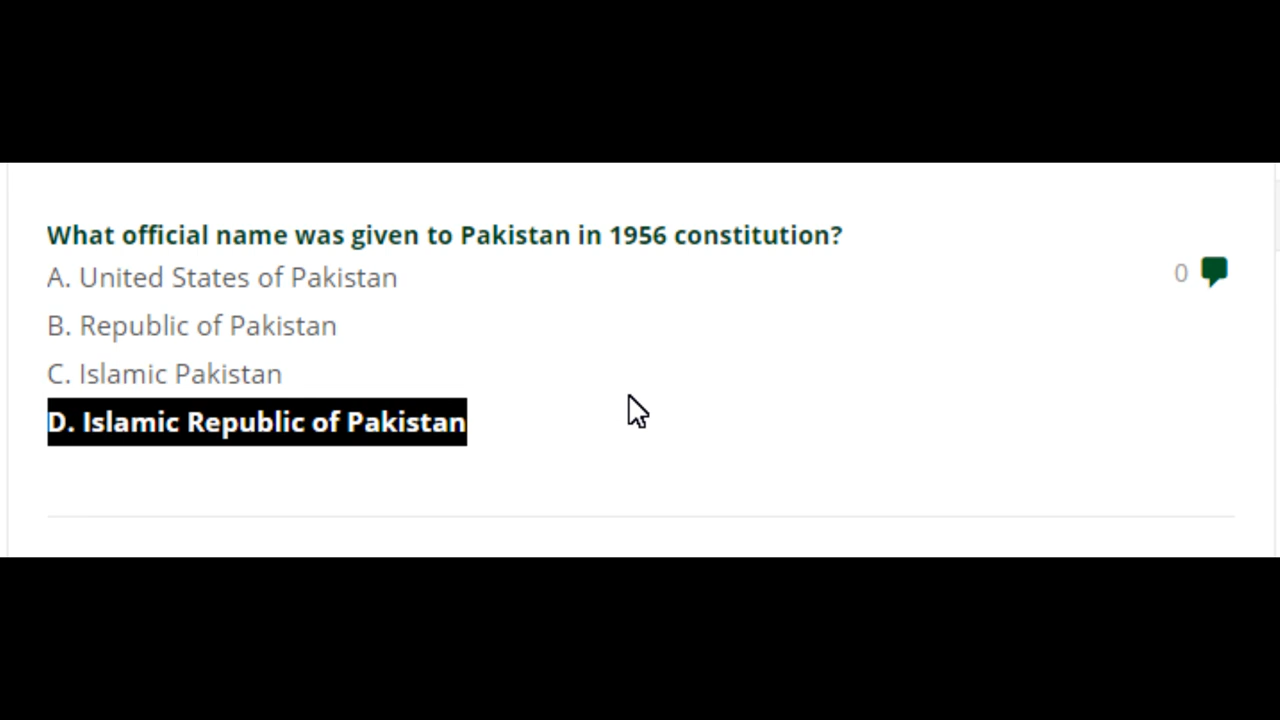 What official name was given to Pakistan in 1956 constitution?
A. United States of Pakistan
0
B. Republic of Pakistan
C. Islamic Pakistan
D. Islamic Republic of Pakistan